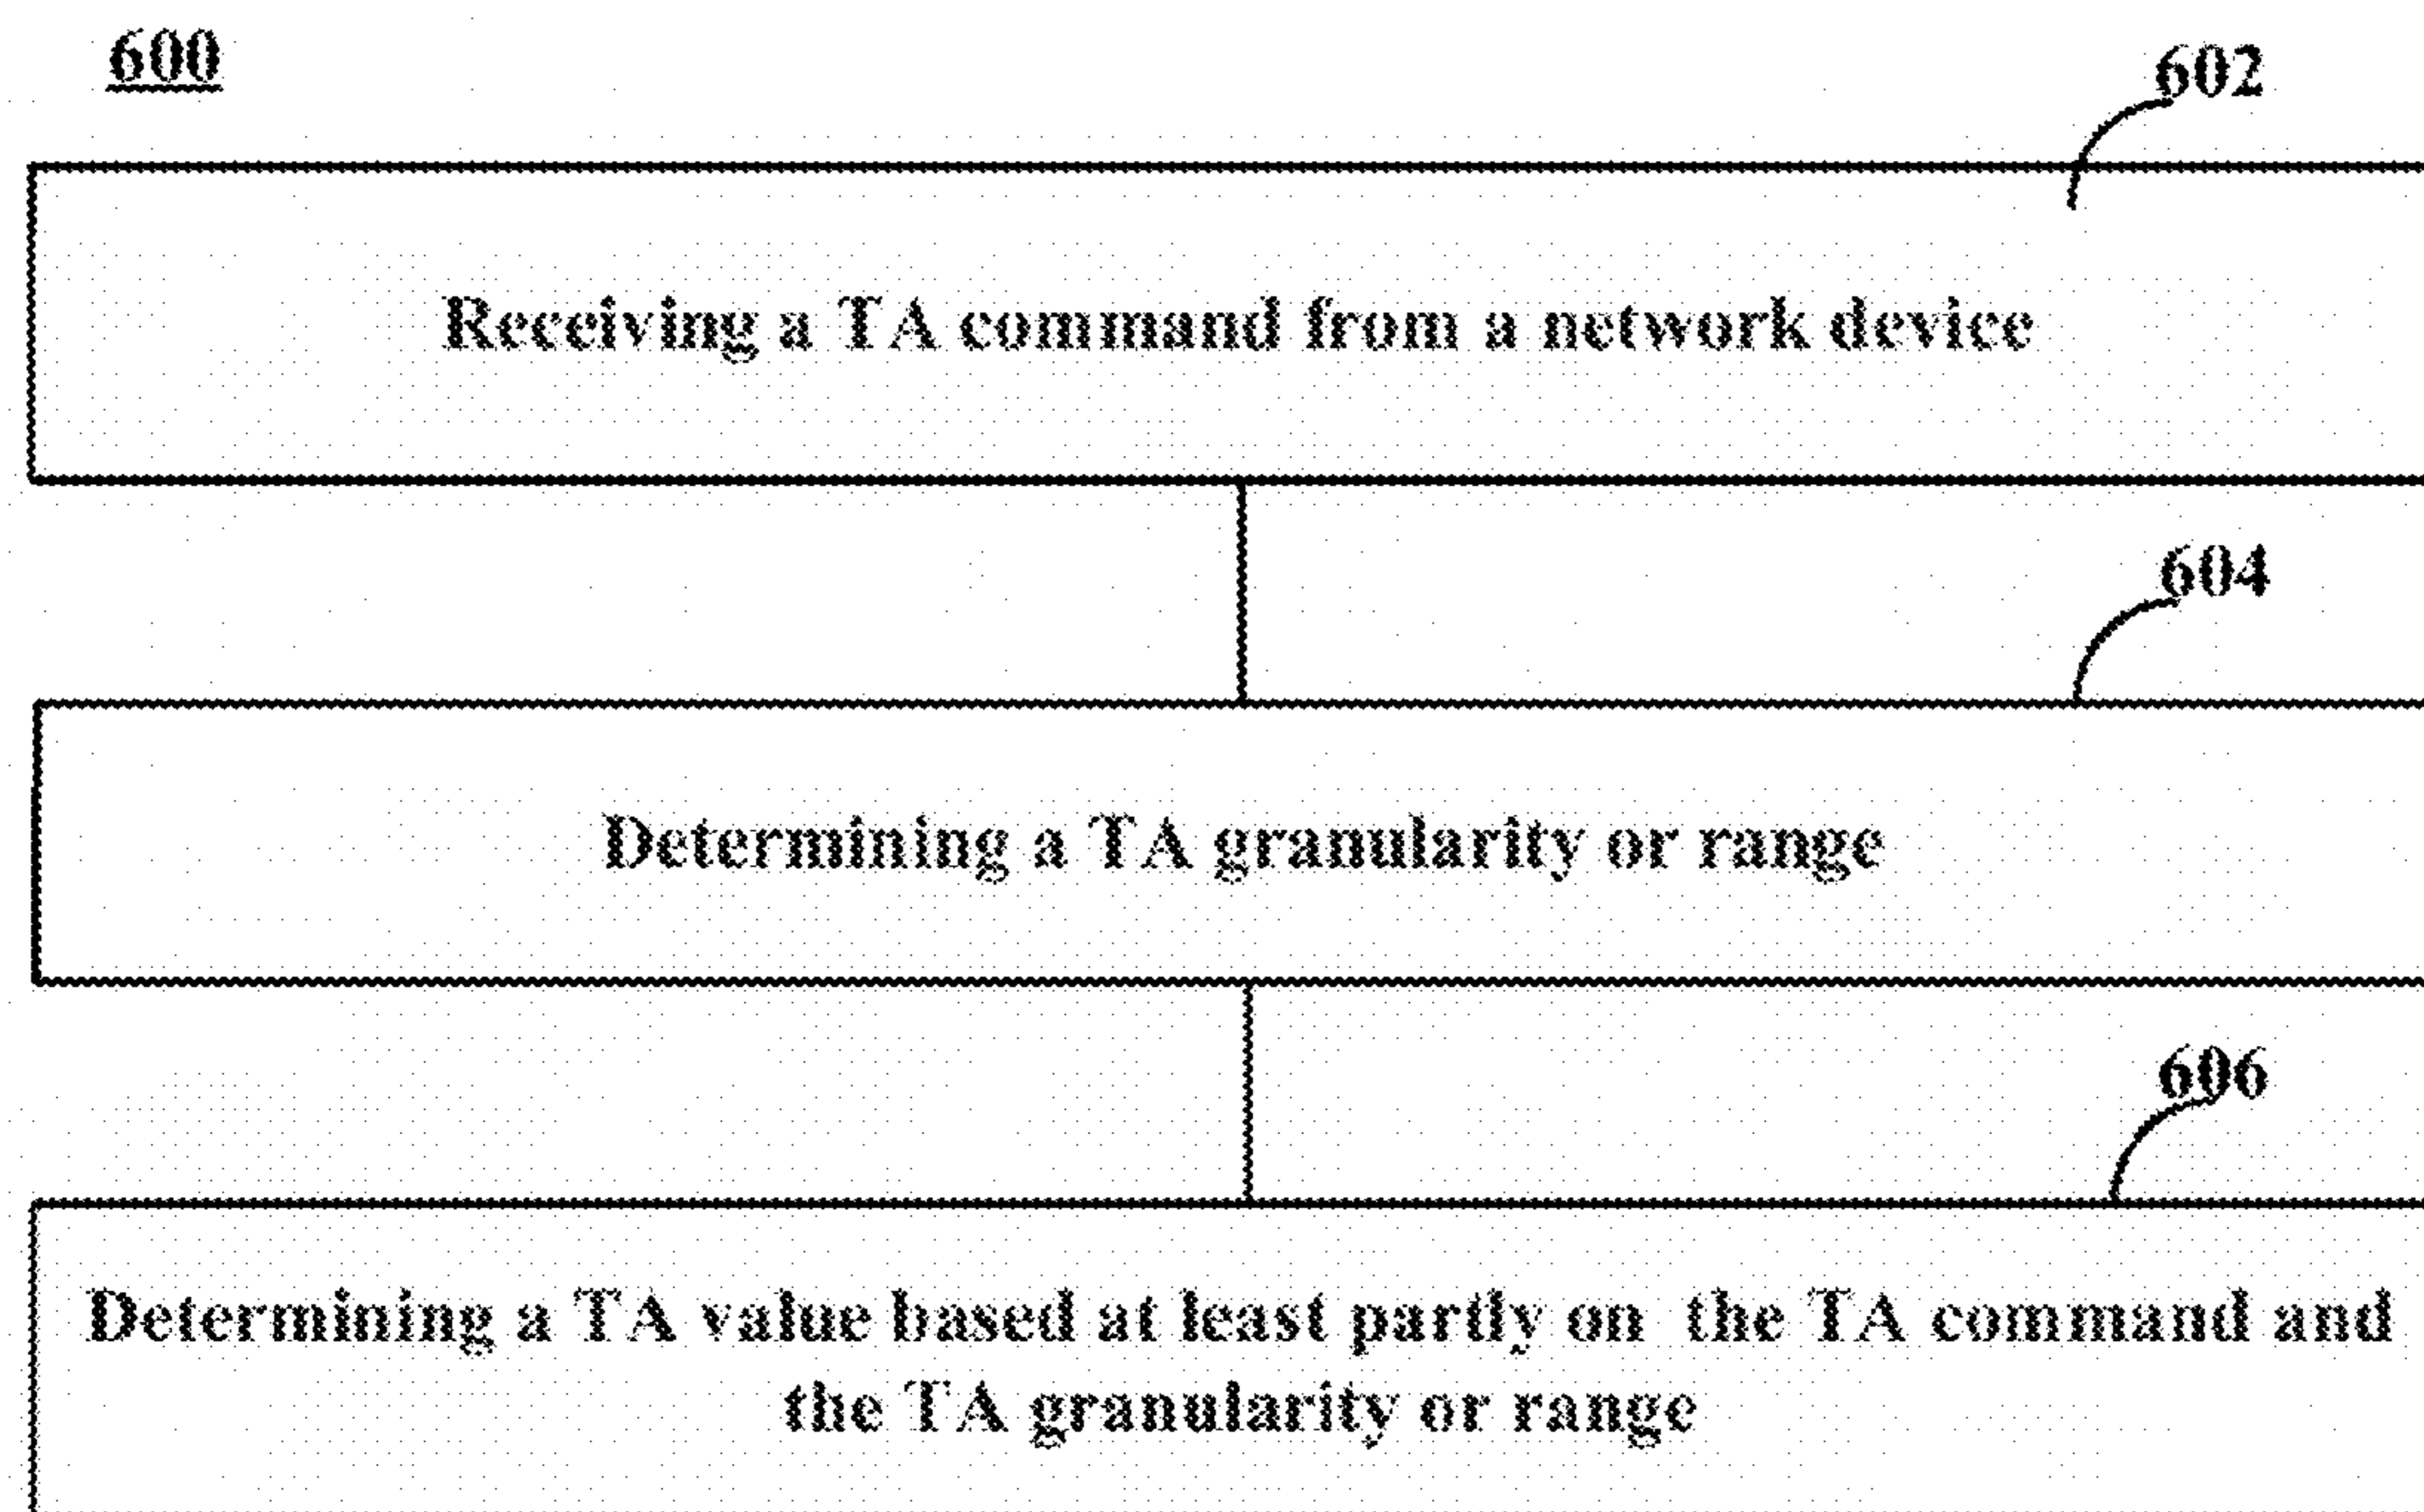 600
602
Receiving a TA command from a network device
604
Determining a TA granularity or range
606
Determining a TA value based at least partly on the TA command and
the TA granularity or range